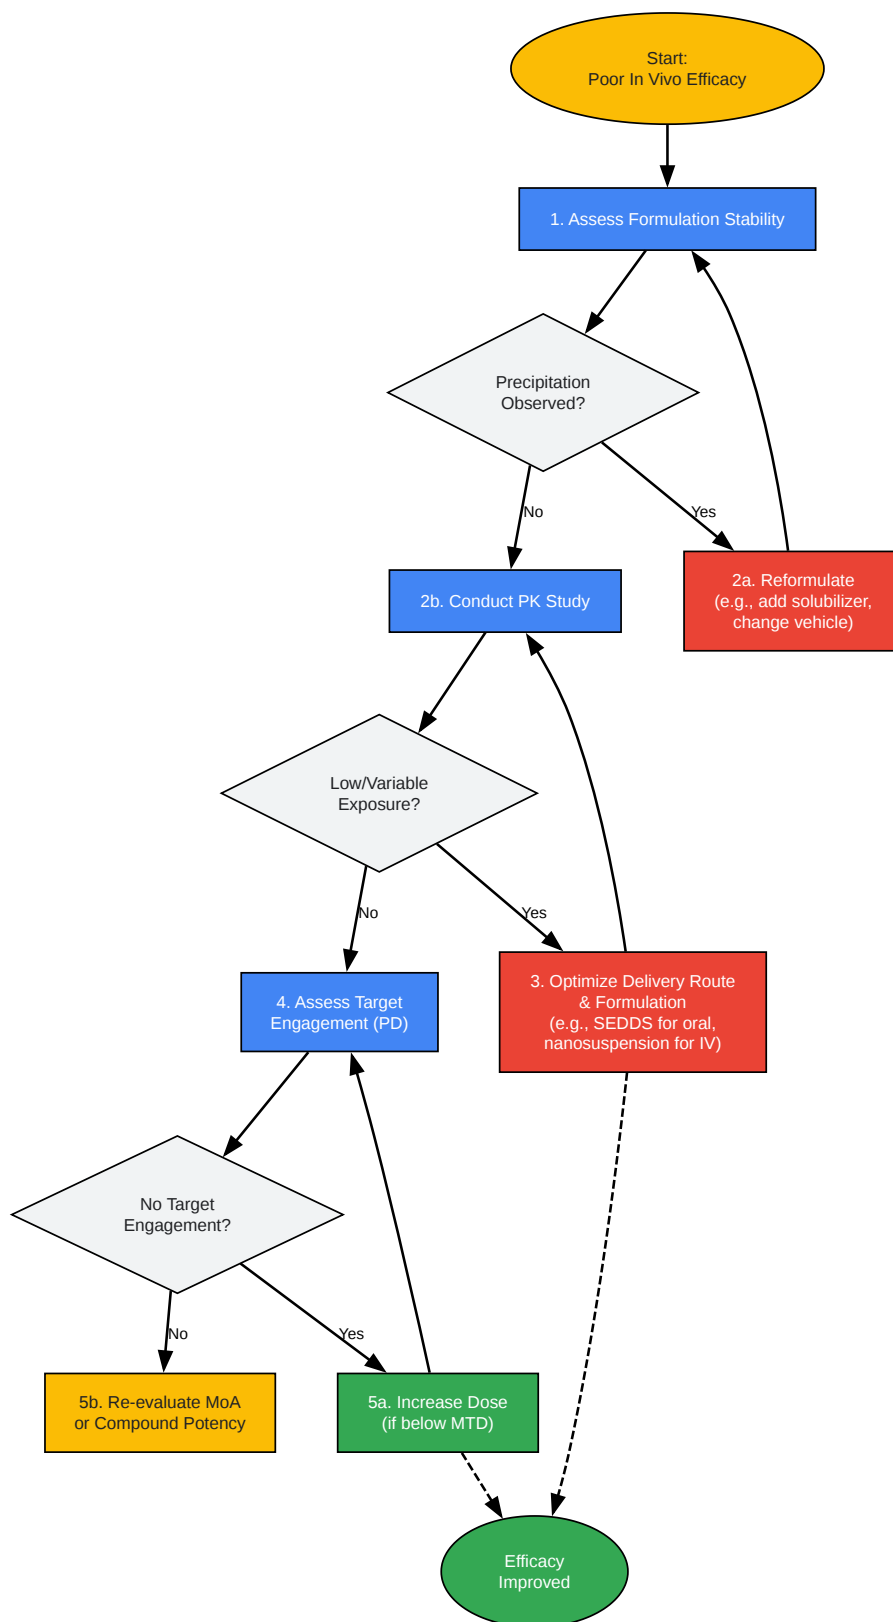 Start:
Poor In Vivo Efficacy
1. Assess Formulation Stability
Precipitation
Observed?
No
Yes
2b. Conduct PK Study
2a. Reformulate
(e.g., add solubilizer,
change vehicle)
Low/Variable
Exposure?
No
Yes
4. Assess Target
Engagement (PD)
3. Optimize Delivery Route
& Formulation
(e.g., SEDDS for oral,
nanosuspension for IV)
No Target
Engagement?
No
Yes
5b. Re-evaluate MoA
or Compound Potency
5a. Increase Dose
(if below MTD)
Efficacy
Improved